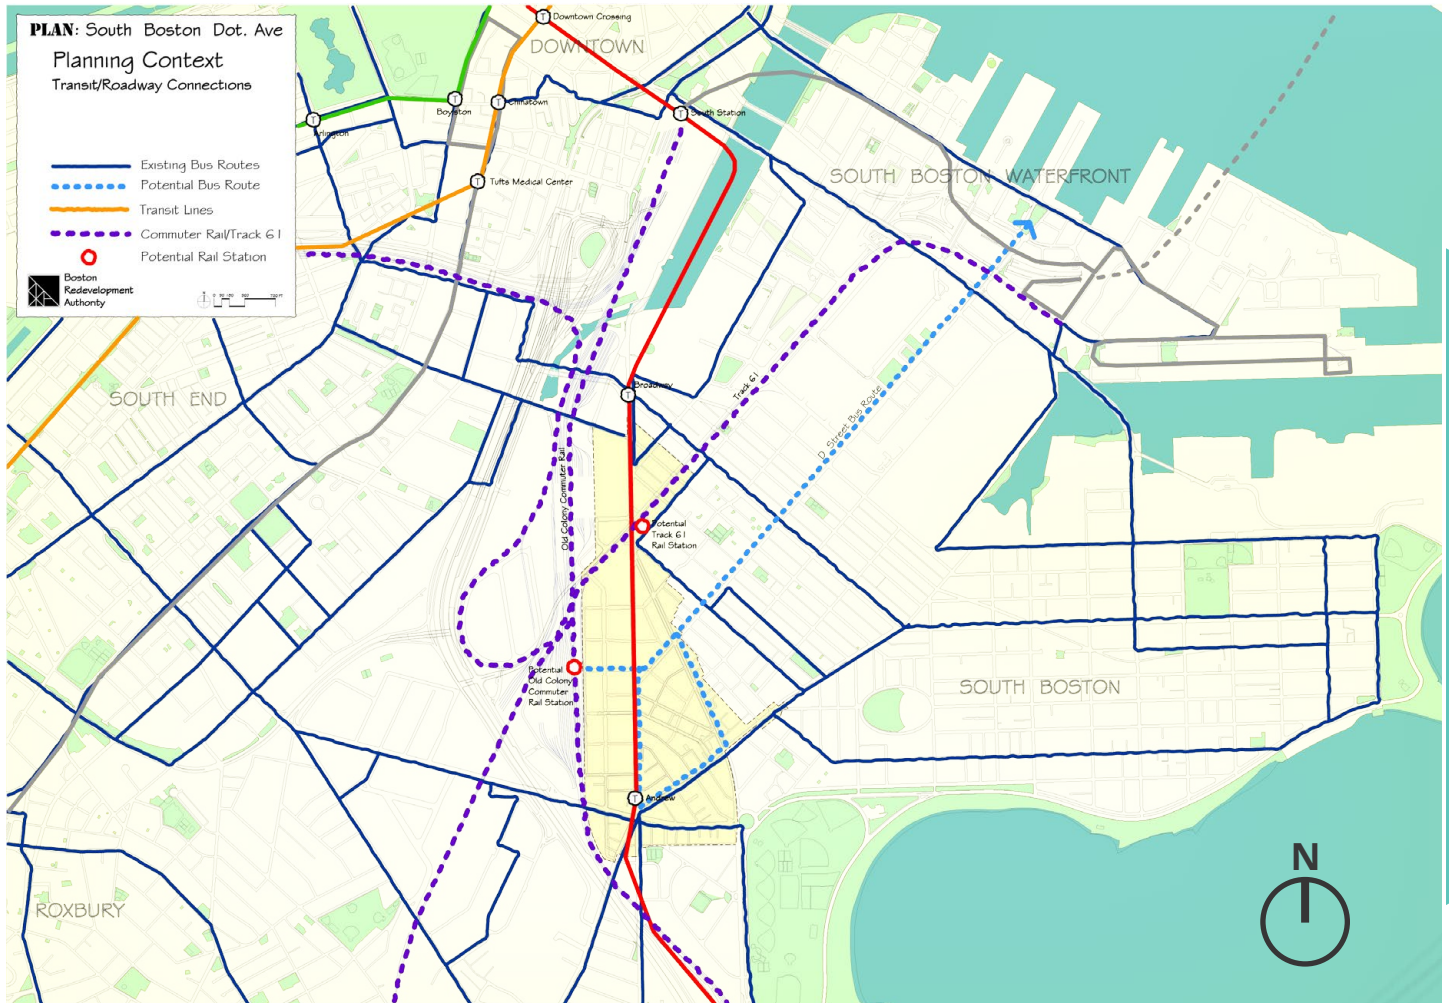 PLAN: South Boston Dot. Ave
Planning Context
Transit/Roadway Connections
Existing Bus Routes
Potential Bus Route
Transit Lines
Commuter Rail/Track 61
Potential Rail Station
Boston
Redevelopment
Authority
Downtown Crossing
DOWNTOWN
T
Boylston
T
Chinatown
T
South Station
T
Arlington
T
Tufts Medical Center
T
SOUTH BOSTON WATERFRONT
SOUTH END
Broadway
T
Track 61
D Street Bus Route
Old Colony Commuter Rail
Potential
Track 61
Rail Station
Potential
Old Colony
Commuter
Rail Station
SOUTH BOSTON
Andrew
T
ROXBURY
N